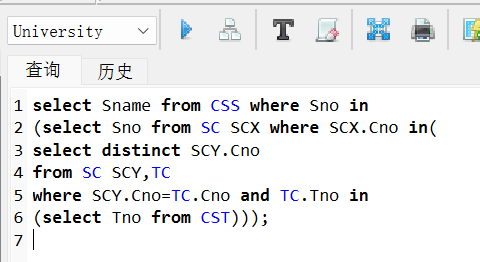 University
查询 历史
1 select Sname from CSS where Sno in
2 (select Sno from SC SCX where SCX.Cno in(
3 select distinct SCY.Cno
4 from SC SCY,TC
5 where SCY.Cno=TC.Cno and TC.Tno in
6 (select Tno from CST)));
7